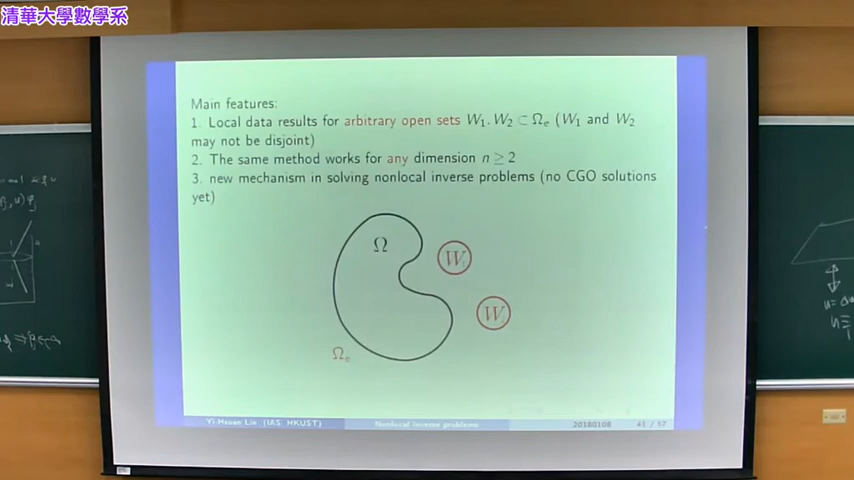 清華大學數學系
Main features:
1. Local data results for arbitrary open sets W₁, W₂ ⊂ Ωₑ (W₁ and W₂
may not be disjoint)
2. The same method works for any dimension n ≥ 2
3. new mechanism in solving nonlocal inverse problems (no CGO solutions
yet)
Ω
W
W
Ωₑ
Yi-Hsuan Lin (IAS HKUST) Nonlocal inverse problems 20180108 41 / 57